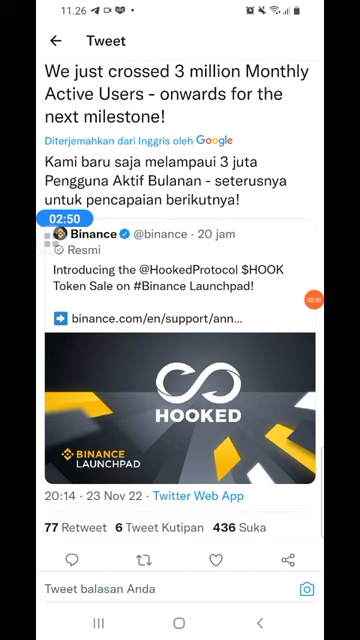 11.26
Tweet
We just crossed 3 million Monthly
Active Users - onwards for the
next milestone!
Diterjemahkan dari Inggris oleh Google
Kami baru saja melampaui 3 juta
Pengguna Aktif Bulanan - seterusnya
untuk pencapaian berikutnya!
02:50
Binance @binance · 20 jam
Resmi
Introducing the @HookedProtocol $HOOK
Token Sale on #Binance Launchpad!
02:50
binance.com/en/support/ann...
HOOKED
BINANCE
LAUNCHPAD
20:14 · 23 Nov 22 · Twitter Web App
77 Retweet 6 Tweet Kutipan 436 Suka
Tweet balasan Anda